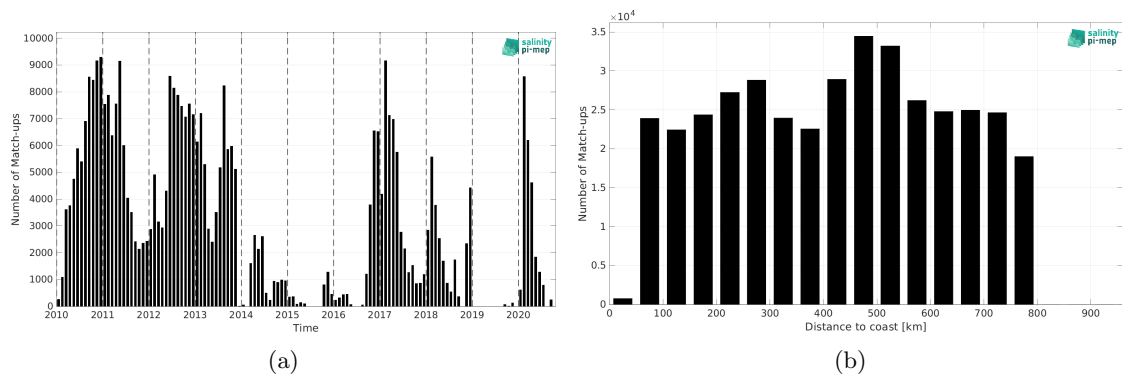 salinity
pi-mep
Number of Match-ups
10000
9000
8000
7000
6000
5000
4000
3000
2000
1000
0
2010 2011 2012 2013 2014 2015 2016 2017 2018 2019 2020
Time
(a)
×10⁴
salinity
pi-mep
Number of Match-ups
3.5
3
2.5
2
1.5
1
0.5
0
0 100 200 300 400 500 600 700 800 900
Distance to coast [km]
(b)